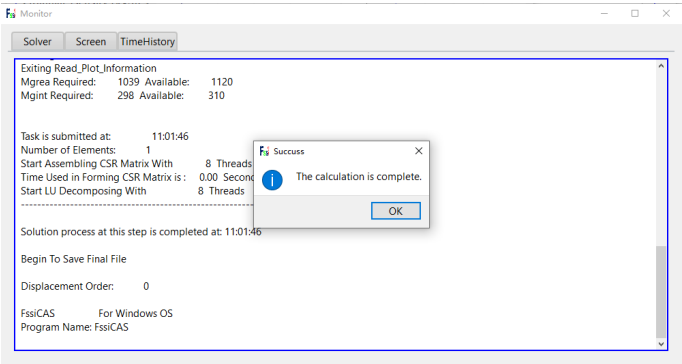 Monitor
Solver Screen TimeHistory
Exiting Read_Plot_Information
Mgrea Required: 1039 Available: 1120
Mgint Required: 298 Available: 310
Task is submitted at: 11:01:46
Number of Elements: 1
Start Assembling CSR Matrix With 8 Threads
Time Used in Forming CSR Matrix is : 0.00 Second
Start LU Decomposing With 8 Threads
Solution process at this step is completed at: 11:01:46
Begin To Save Final File
Displacement Order: 0
FssiCAS For Windows OS
Program Name: FssiCAS
Succuss
The calculation is complete.
OK